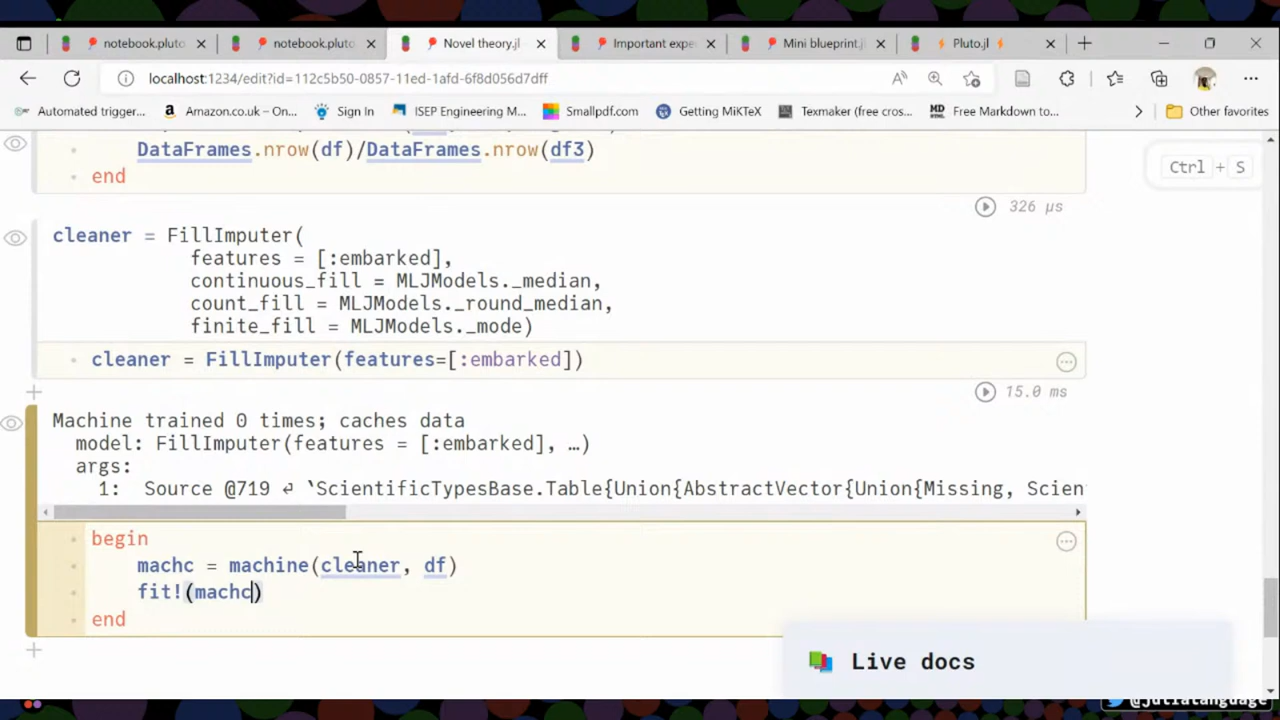 notebook.pluto
notebook.pluto
Novel theory.jl
Important expe
Mini blueprint.jl
Pluto.jl
localhost:1234/edit?id=112c5b50-0857-11ed-1afd-6f8d056d7dff
Automated trigger...
Amazon.co.uk – On...
Sign In
ISEP Engineering M...
Smallpdf.com
Getting MiKTeX
Texmaker (free cros...
MD Free Markdown to...
Other favorites
DataFrames.nrow(df)/DataFrames.nrow(df3)
end
Ctrl + S
326 μs
cleaner = FillImputer(
features = [:embarked],
continuous_fill = MLJModels._median,
count_fill = MLJModels._round_median,
finite_fill = MLJModels._mode)
cleaner = FillImputer(features=[:embarked])
15.0 ms
Machine trained 0 times; caches data
model: FillImputer(features = [:embarked], …)
args:
1: Source @719 ⏎ `ScientificTypesBase.Table{Union{AbstractVector{Union{Missing, Scien
begin
machc = machine(cleaner, df)
fit!(machc)
end
Live docs
@JuliaLanguage